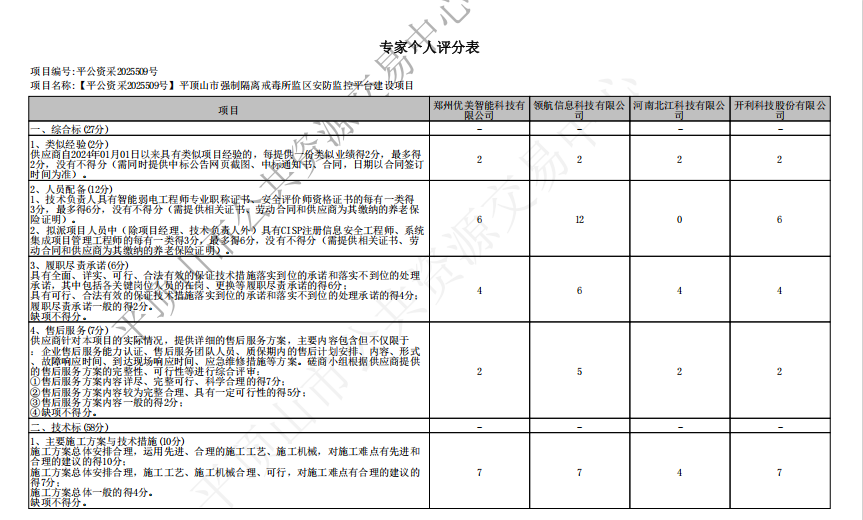 专家个人评分表
项目编号:平公资采2025509号
项目名称:【平公资采2025509号】平顶山市强制隔离戒毒所监区安防监控平台建设项目
项目 郑州优美智能科技有限公司 领航信息科技有限公司 河南北江科技有限公司 开利科技股份有限公司
一、综合标(27分) - - - -
1、类似经验(2分)
供应商自2024年01月01日以来具有类似项目经验的，每提供一份类似业绩得2分，最多得
2分，没有不得分（需同时提供中标公告网页截图、中标通知书、合同，日期以合同签订
时间为准）。
2 2 2 2
2、人员配备(12分)
1、技术负责人具有智能弱电工程师专业职称证书、安全评价师资格证书的每有一类得
3分，最多得6分，没有不得分（需提供相关证书、劳动合同和供应商为其缴纳的养老保
险证明）。
2、拟派项目人员中（除项目经理、技术负责人外）具有CISP注册信息安全工程师、系统
集成项目管理工程师的每有一类得3分，最多得6分，没有不得分（需提供相关证书、劳
动合同和供应商为其缴纳的养老保险证明）。
6 12 0 6
3、履职尽责承诺(6分)
具有全面、详实、可行、合法有效的保证技术措施落实到位的承诺和落实不到位的处理
承诺，其中包括各关键岗位人员的在岗、更换等履职尽责承诺的得6分；
具有可行、合法有效的保证技术措施落实到位的承诺和落实不到位的处理承诺的得4分；
履职尽责承诺一般的得2分。
缺项不得分。
4 6 4 4
4、售后服务(7分)
供应商针对本项目的实际情况，提供详细的售后服务方案，主要内容包含但不仅限于
：企业售后服务能力认证、售后服务团队人员、质保期内的售后计划安排、内容、形式
、故障响应时间、到达现场响应时间、应急维修措施等方案。磋商小组根据供应商提供
的售后服务方案的完整性、可行性等进行综合评审；
①售后服务方案内容详尽、完整可行、科学合理的得7分；
②售后服务方案内容较为完整合理、具有一定可行性的得5分；
③售后服务方案内容一般的得2分；
④缺项不得分。
2 5 2 2
二、技术标(58分) - - - -
1、主要施工方案与技术措施(10分)
施工方案总体安排合理，运用先进、合理的施工工艺、施工机械，对施工难点有先进和
合理的建议的得10分；
施工方案总体安排合理，施工工艺、施工机械合理、可行，对施工难点有合理的建议的
得7分；
施工方案总体一般的得4分。
缺项不得分。
7 7 4 7
平顶山市公共资源交易中心
平顶山市公共资源交易中心